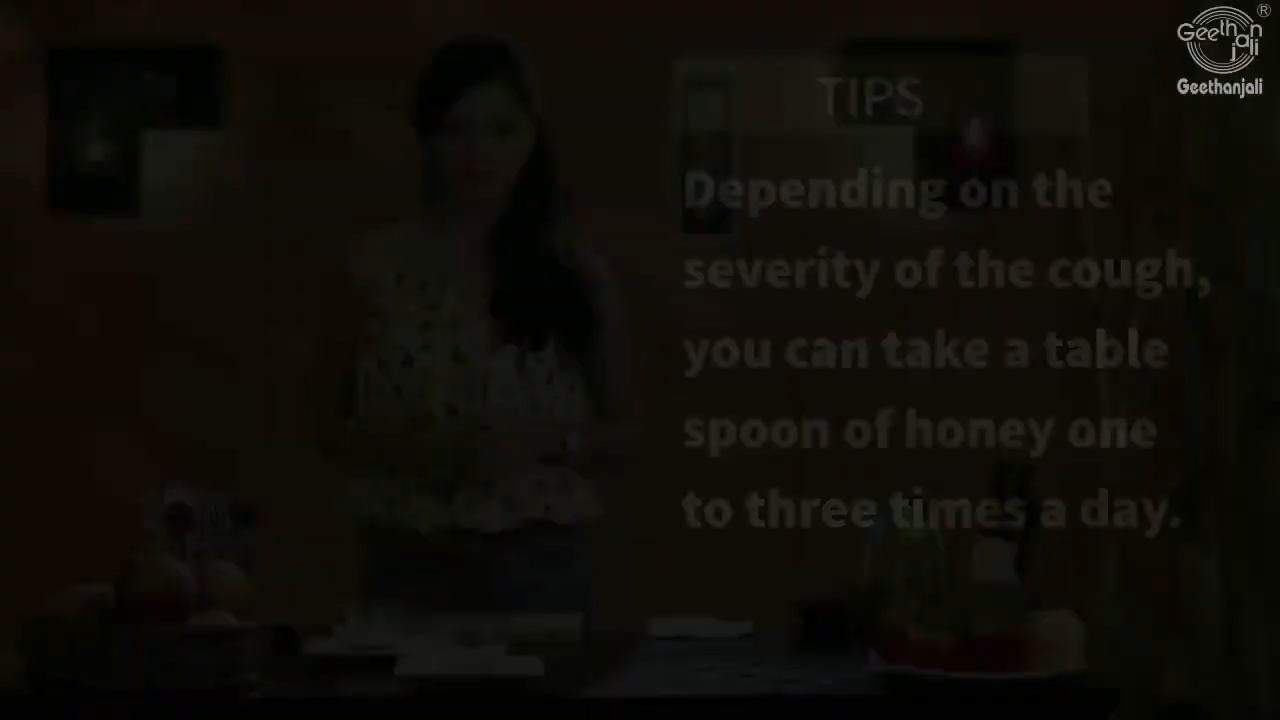 Geethanjali
®
Geethanjali
TIPS
Depending on the
severity of the cough,
you can take a table
spoon of honey one
to three times a day.